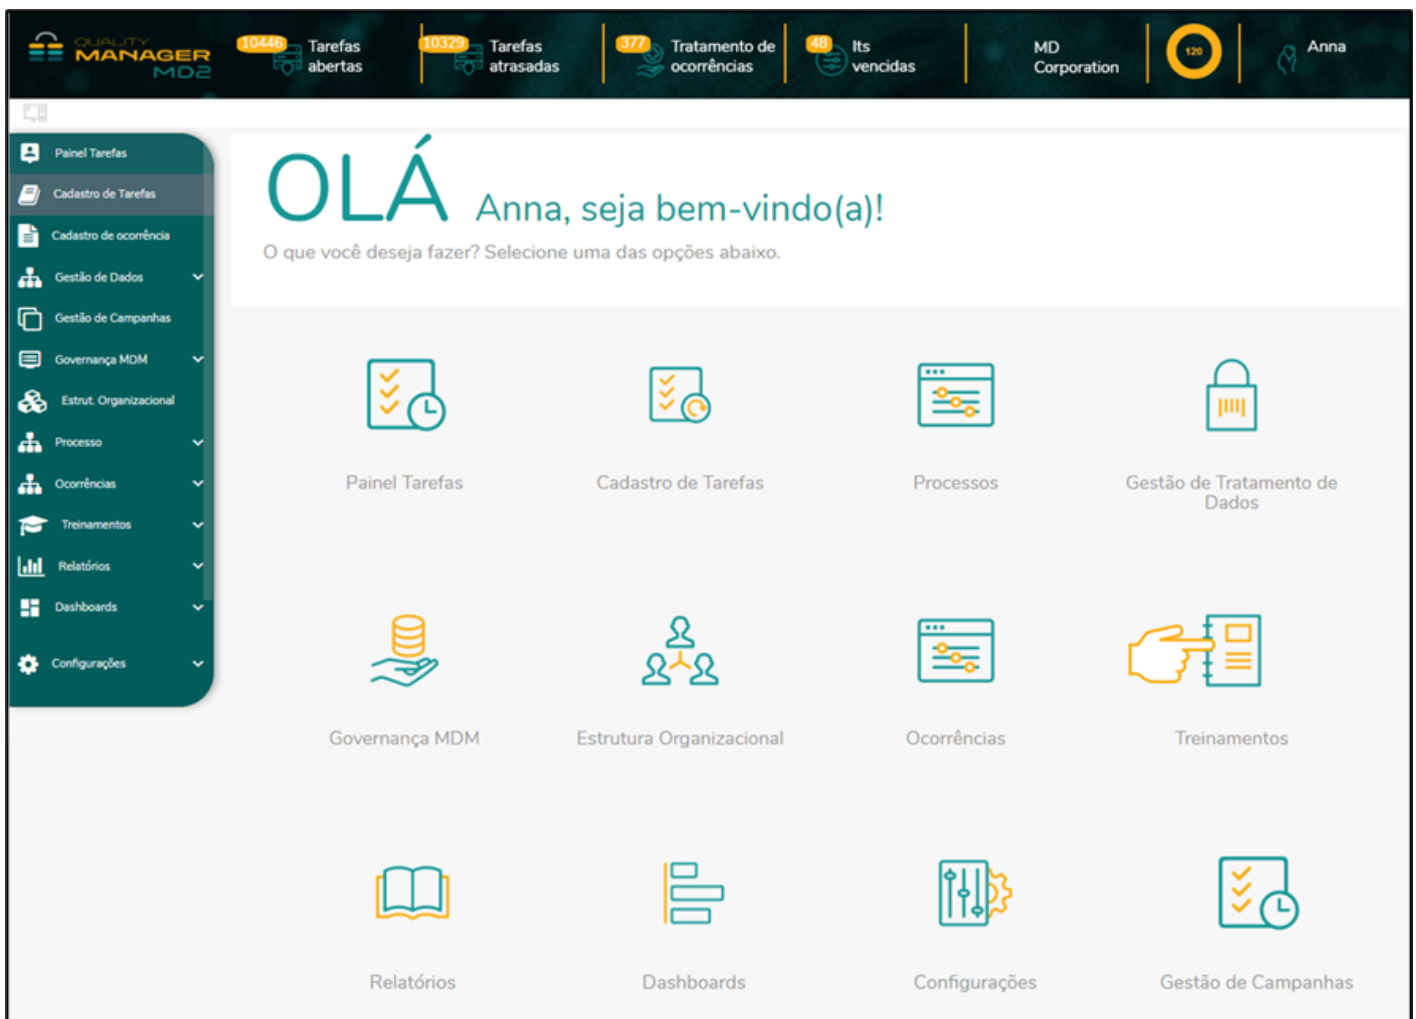 QUALITY
MANAGER
MD2
10446
Tarefas
abertas
10329
Tarefas
atrasadas
377
Tratamento de
ocorrências
48
Its
vencidas
MD
Corporation
120
Anna
Painel Tarefas
Cadastro de Tarefas
Cadastro de ocorrência
Gestão de Dados
Gestão de Campanhas
Governança MDM
Estrut. Organizacional
Processo
Ocorrências
Treinamentos
Relatórios
Dashboards
Configurações
OLÁ Anna, seja bem-vindo(a)!
O que você deseja fazer? Selecione uma das opções abaixo.
Painel Tarefas
Cadastro de Tarefas
Processos
Gestão de Tratamento de
Dados
Governança MDM
Estrutura Organizacional
Ocorrências
Treinamentos
Relatórios
Dashboards
Configurações
Gestão de Campanhas